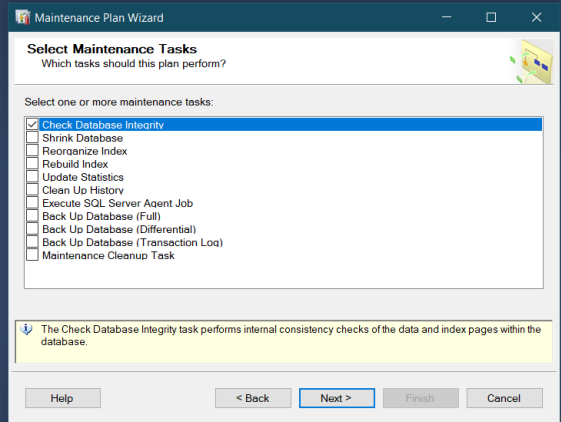 Maintenance Plan Wizard
Select Maintenance Tasks
Which tasks should this plan perform?
Select one or more maintenance tasks:
Check Database Integrity
Shrink Database
Reorganize Index
Rebuild Index
Update Statistics
Clean Up History
Execute SQL Server Agent Job
Back Up Database (Full)
Back Up Database (Differential)
Back Up Database (Transaction Log)
Maintenance Cleanup Task
The Check Database Integrity task performs internal consistency checks of the data and index pages within the
database.
Help < Back Next > Finish Cancel